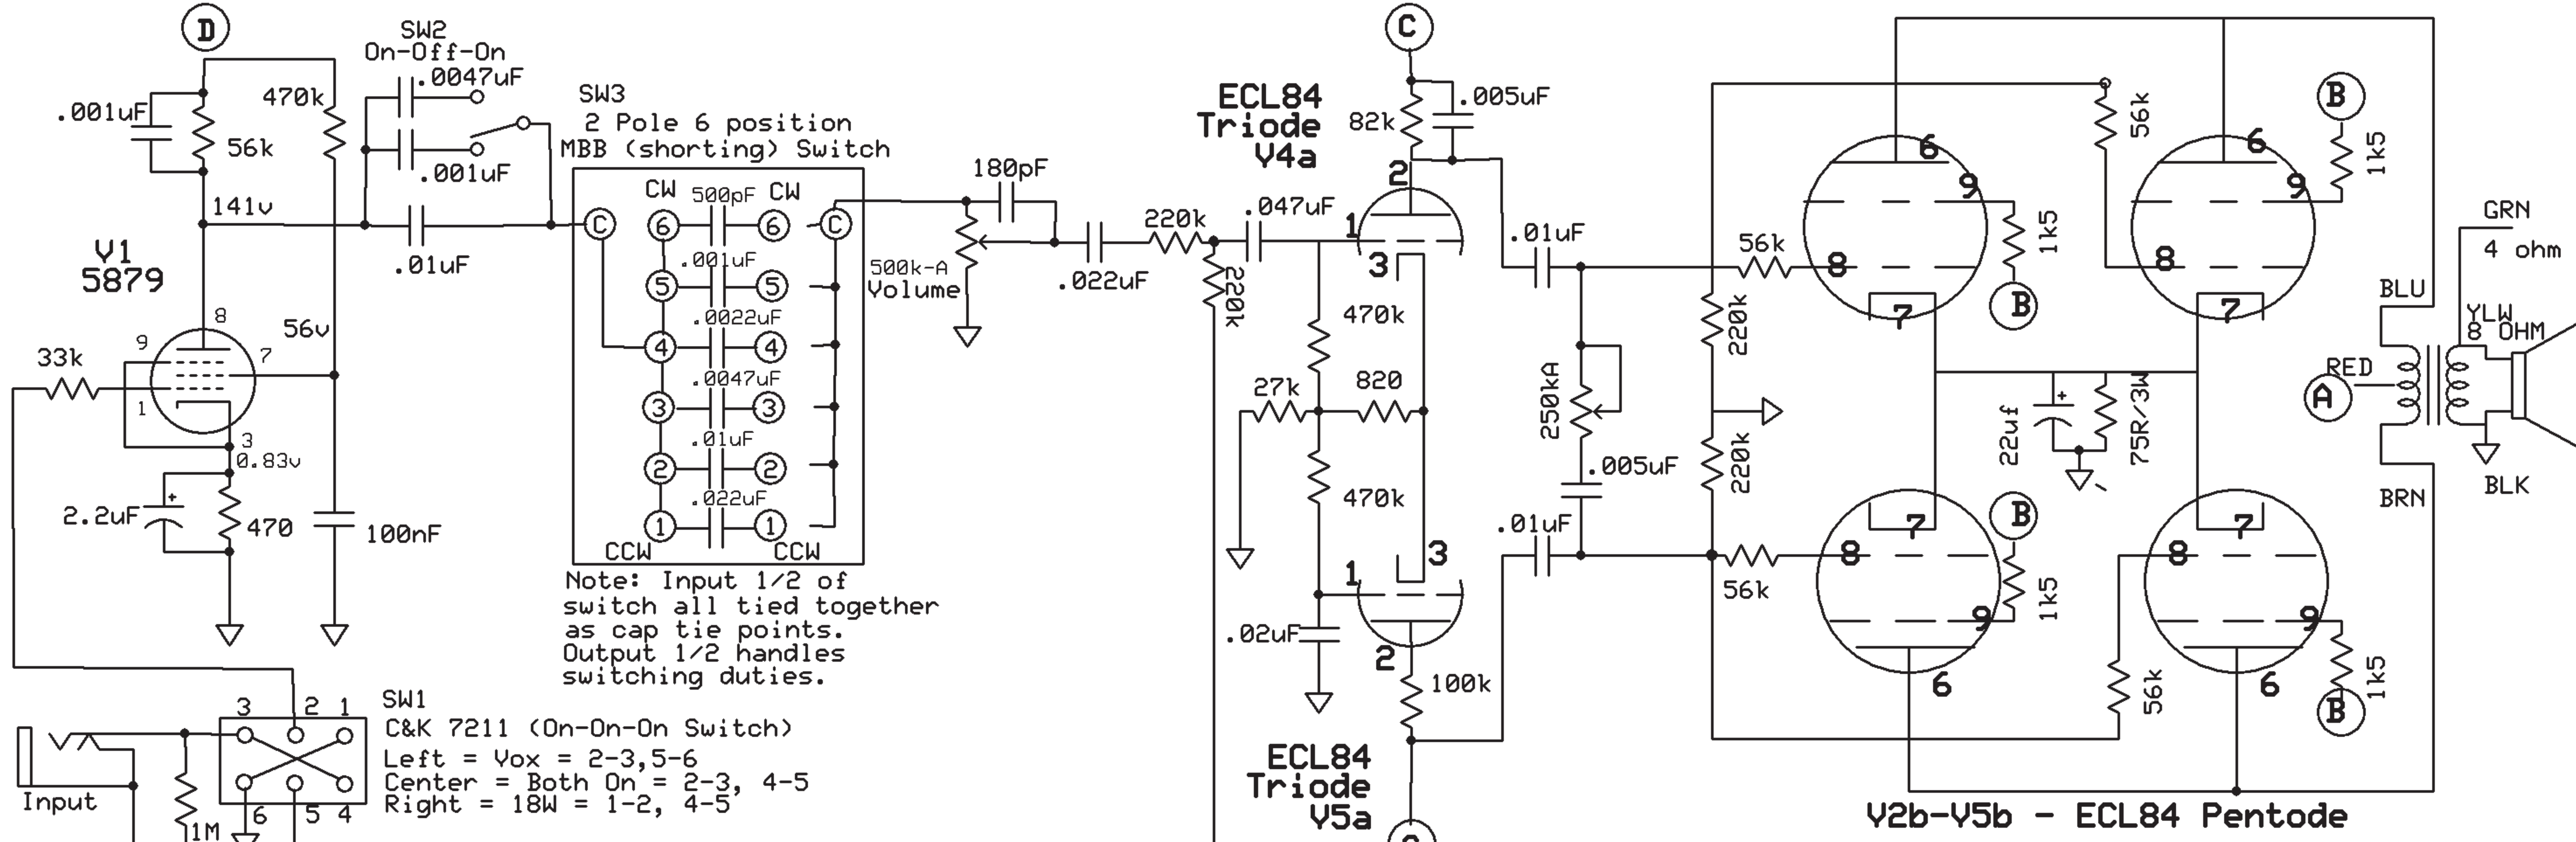 D
SW2
On-Off-On
.0047uF
.001uF
470k
56k
.001uF
141v
.01uF
V1
5879
8
9
7
56v
33k
1
3
0.83v
2.2uF
470
100nF
SW3
2 Pole 6 position
MBB (shorting) Switch
CW 500pF CW
C 6 6 C
.001uF
5 5
.0022uF
4 4
.0047uF
3 3
.01uF
2 2
.022uF
1 1
CCW CCW
Note: Input 1/2 of
switch all tied together
as cap tie points.
Output 1/2 handles
switching duties.
180pF
500k-A
Volume
.022uF
220k
220k
.047uF
C
ECL84
Triode
V4a
82k
.005uF
2
1
3
470k
27k
820
470k
1
3
.02uF
2
100k
ECL84
Triode
V5a
.01uF
250kA
.005uF
.01uF
56k
220k
220k
56k
6
9
8
7
1k5
B
56k
6
9
8
7
B
1k5
22uf
75R/3W
7
8
9
6
B
1k5
7
8
9
6
56k
1k5
B
V2b-V5b - ECL84 Pentode
BLU
RED
A
BRN
GRN
4 ohm
YLW
8 OHM
BLK
SW1
3 2 1
C&K 7211 (On-On-On Switch)
Left = Vox = 2-3,5-6
Center = Both On = 2-3, 4-5
Right = 18W = 1-2, 4-5
6 5 4
Input
1M